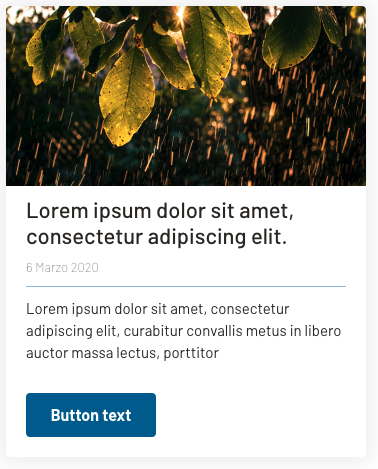 Lorem ipsum dolor sit amet,
consectetur adipiscing elit.
6 Marzo 2020
Lorem ipsum dolor sit amet, consectetur
adipiscing elit, curabitur convallis metus in libero
auctor massa lectus, porttitor
Button text